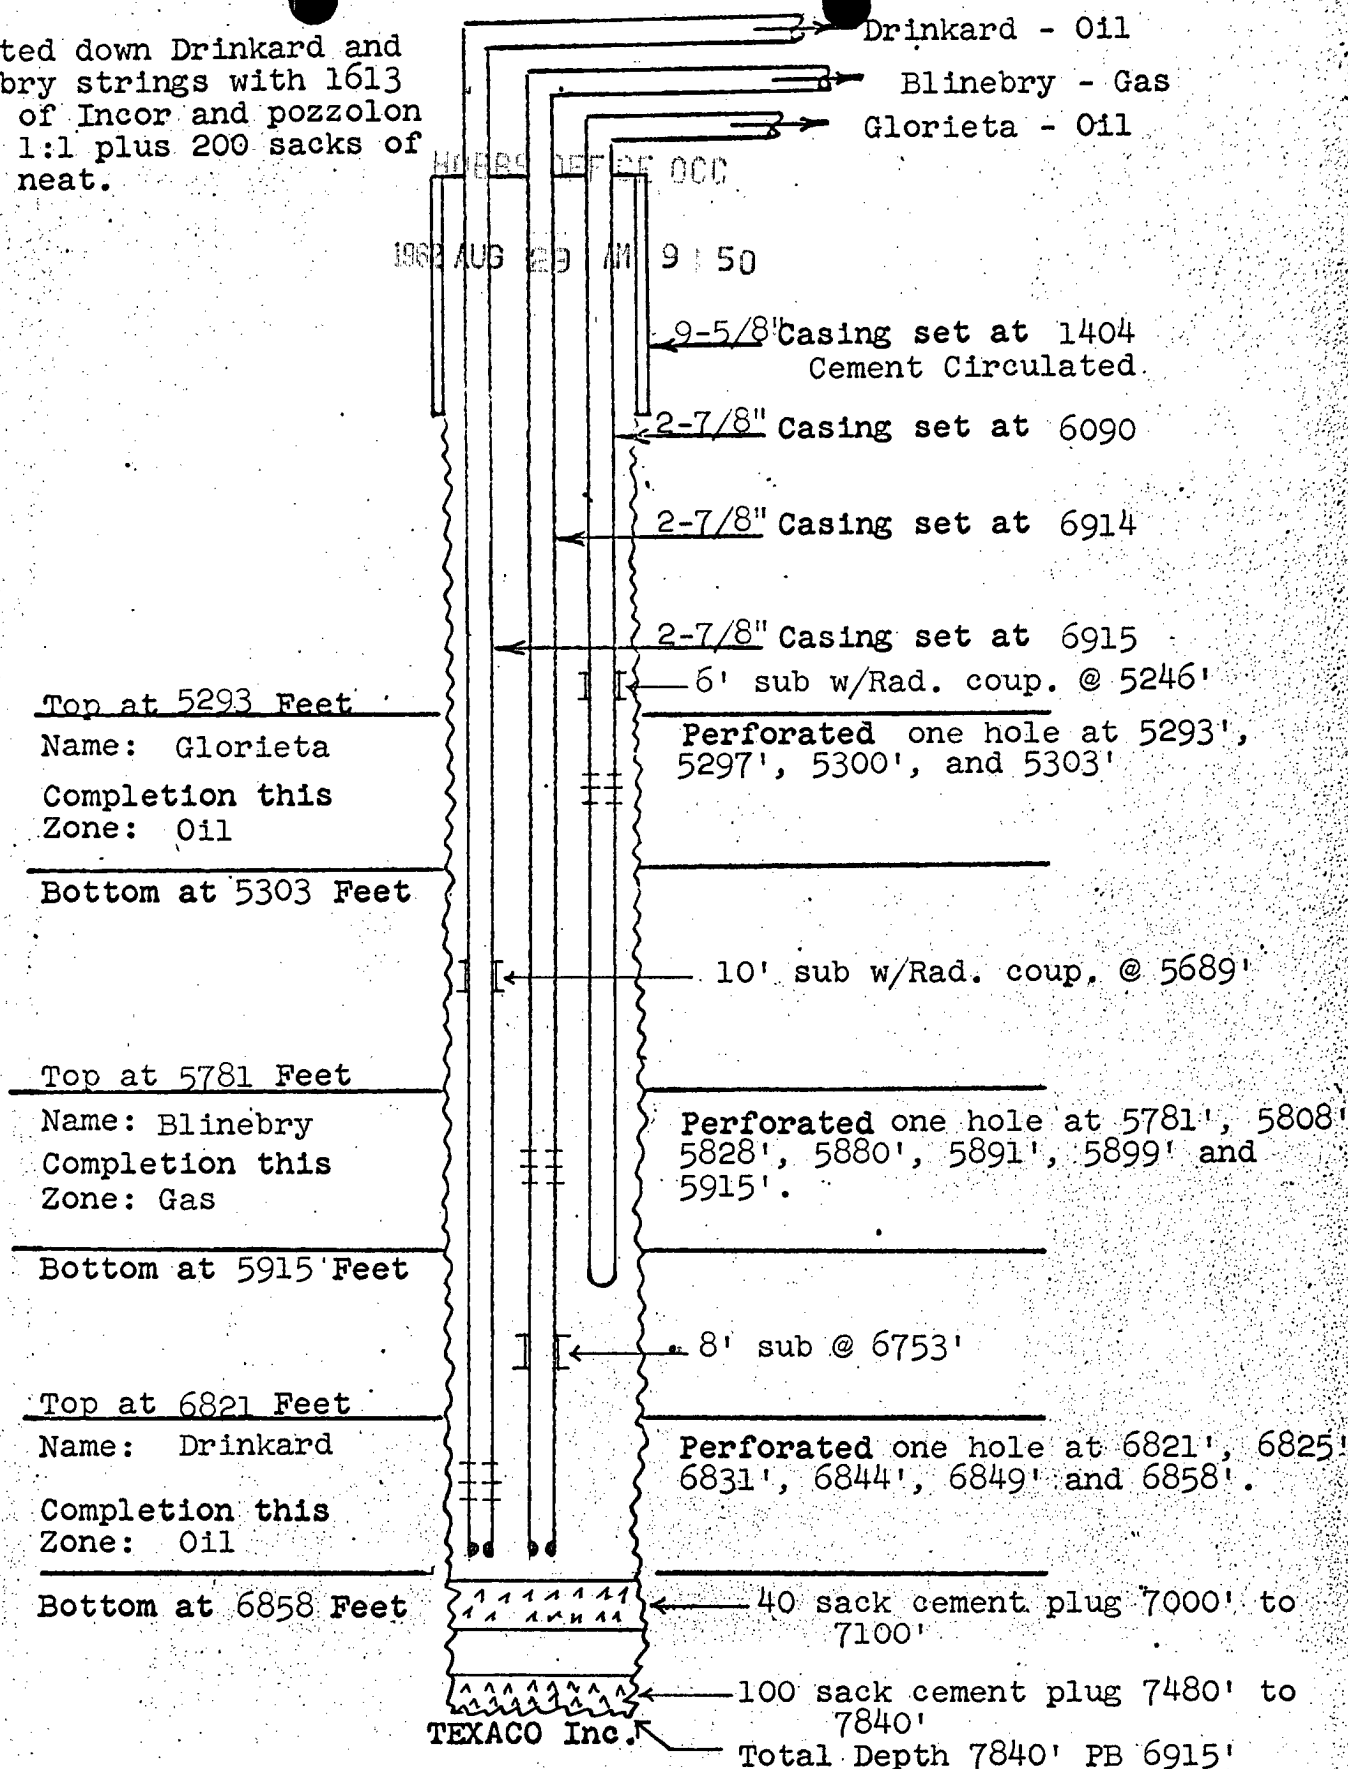 ted down Drinkard and
bry strings with 1613
of Incor and pozzolon
1:1 plus 200 sacks of
neat.
Drinkard - Oil
Blinebry - Gas
Glorieta - Oil
HOBBS OFFICE OCC
AUG 29 AM 9:50
9-5/8" Casing set at 1404
Cement Circulated
2-7/8" Casing set at 6090
2-7/8" Casing set at 6914
2-7/8" Casing set at 6915
6' sub w/Rad. coup. @ 5246'
Top at 5293 Feet
Name: Glorieta
Completion this
Zone: Oil
Bottom at 5303 Feet
Perforated one hole at 5293',
5297', 5300', and 5303'
10' sub w/Rad. coup. @ 5689'
Top at 5781 Feet
Name: Blinebry
Completion this
Zone: Gas
Bottom at 5915 Feet
Perforated one hole at 5781', 5808'
5828', 5880', 5891', 5899' and
5915'.
8' sub @ 6753'
Top at 6821 Feet
Name: Drinkard
Completion this
Zone: Oil
Bottom at 6858 Feet
Perforated one hole at 6821', 6825'
6831', 6844', 6849' and 6858'.
40 sack cement plug 7000' to
7100'
100 sack cement plug 7480' to
7840'
TEXACO Inc.
Total Depth 7840' PB 6915'